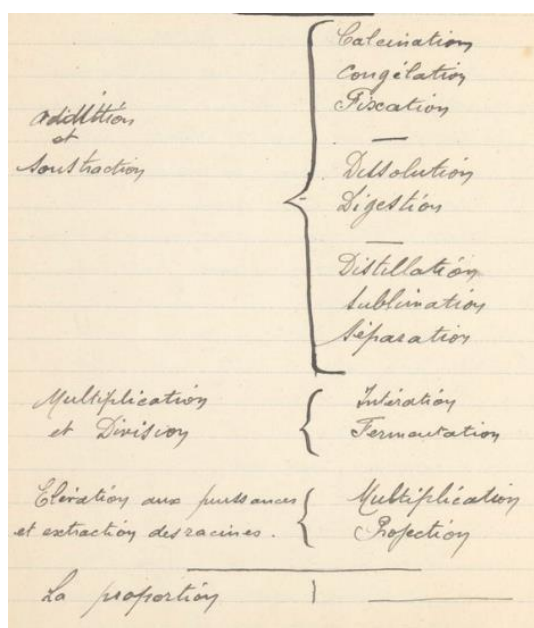 Calcination
Congélation
Fixation
Addition
et
Soustraction
Dissolution
Digestion
Distillation
Sublimation
Séparation
Multiplication
et Division
Fermentation
Elévation aux puissances
et extraction des racines.
Multiplication
Projection
La proportion